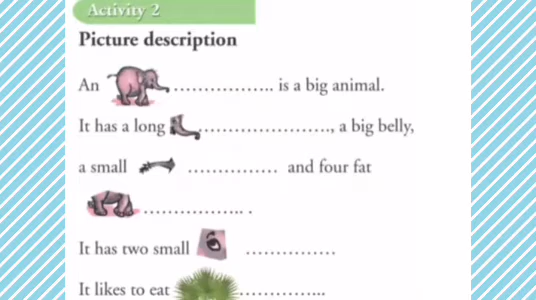 Activity 2
Picture description
An .................. is a big animal.
It has a long ......................., a big belly,
a small ................ and four fat
.................. .
It has two small ................
It likes to eat ...............